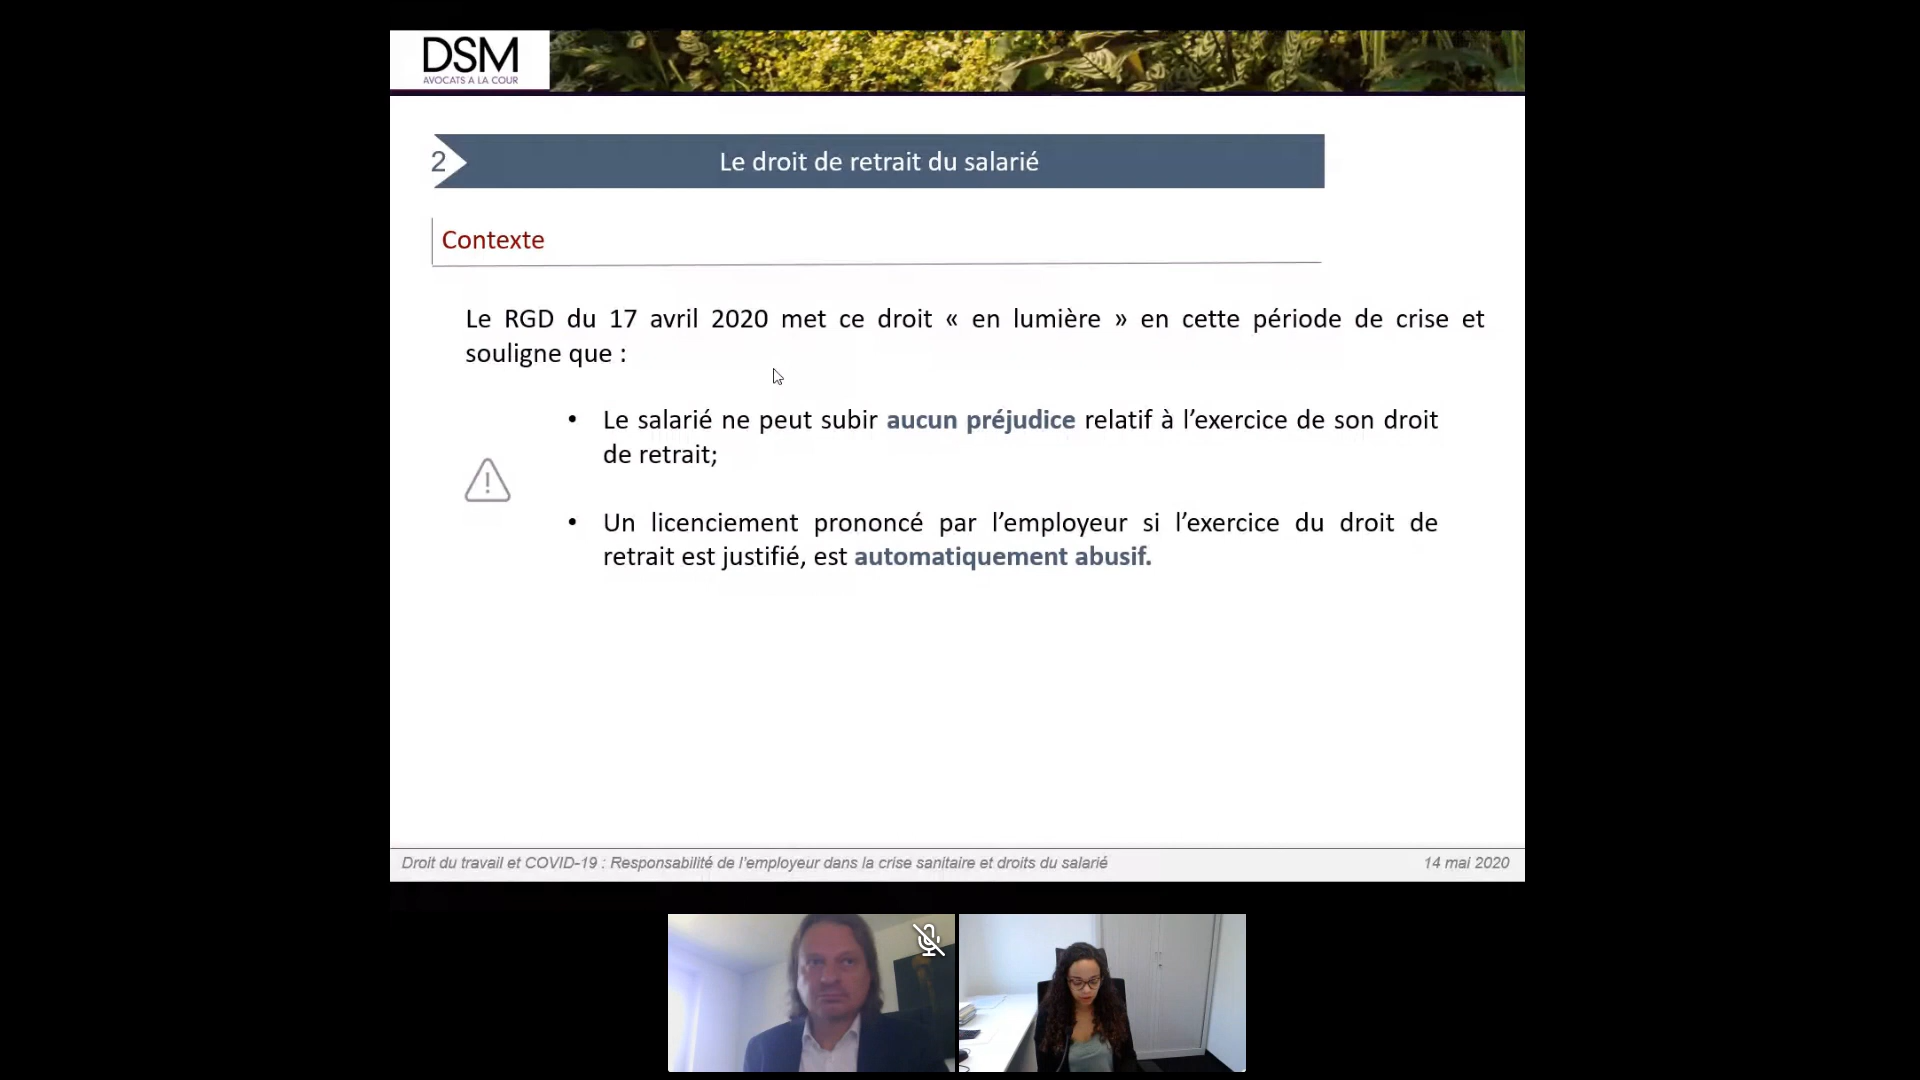 DSM
AVOCATS A LA COUR
2
Le droit de retrait du salarié
Contexte
Le RGD du 17 avril 2020 met ce droit « en lumière » en cette période de crise et
souligne que :
• Le salarié ne peut subir aucun préjudice relatif à l’exercice de son droit
de retrait;
• Un licenciement prononcé par l’employeur si l’exercice du droit de
retrait est justifié, est automatiquement abusif.
Droit du travail et COVID-19 : Responsabilité de l’employeur dans la crise sanitaire et droits du salarié
14 mai 2020